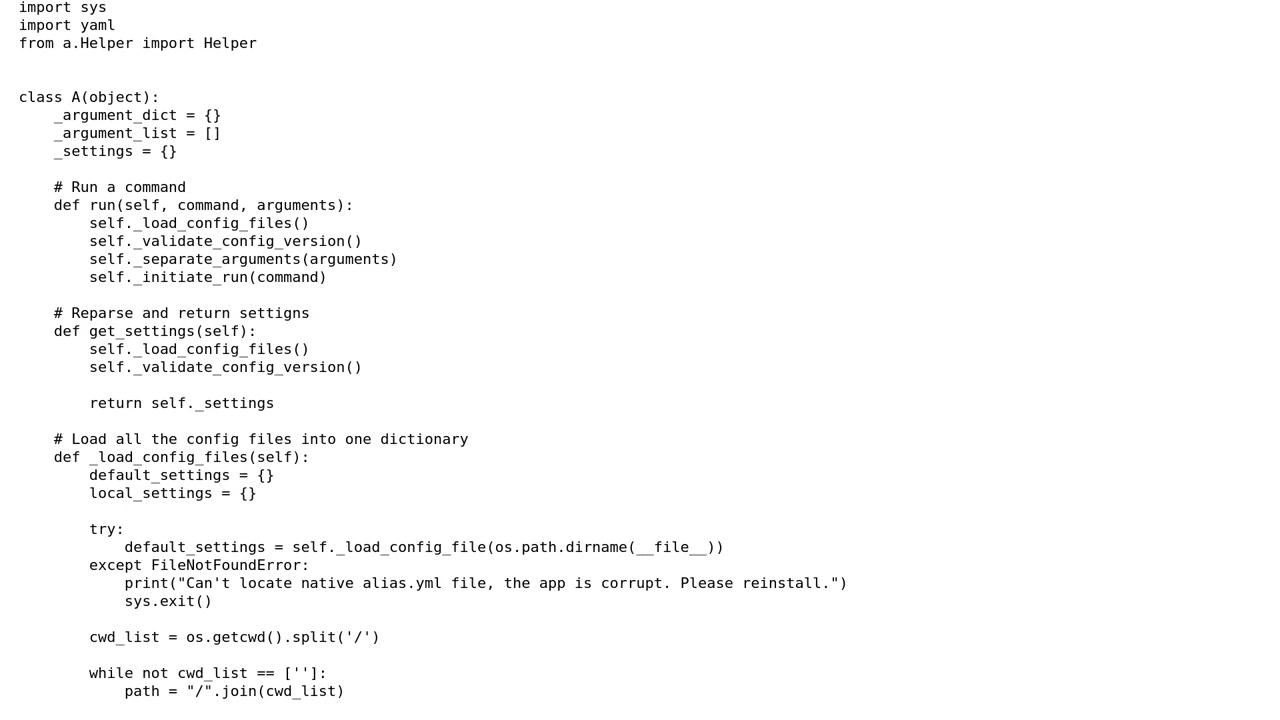 import sys
import yaml
from a.Helper import Helper


class A(object):
    _argument_dict = {}
    _argument_list = []
    _settings = {}

    # Run a command
    def run(self, command, arguments):
        self._load_config_files()
        self._validate_config_version()
        self._separate_arguments(arguments)
        self._initiate_run(command)

    # Reparse and return settigns
    def get_settings(self):
        self._load_config_files()
        self._validate_config_version()

        return self._settings

    # Load all the config files into one dictionary
    def _load_config_files(self):
        default_settings = {}
        local_settings = {}

        try:
            default_settings = self._load_config_file(os.path.dirname(__file__))
        except FileNotFoundError:
            print("Can't locate native alias.yml file, the app is corrupt. Please reinstall.")
            sys.exit()

        cwd_list = os.getcwd().split('/')

        while not cwd_list == ['']:
            path = "/".join(cwd_list)